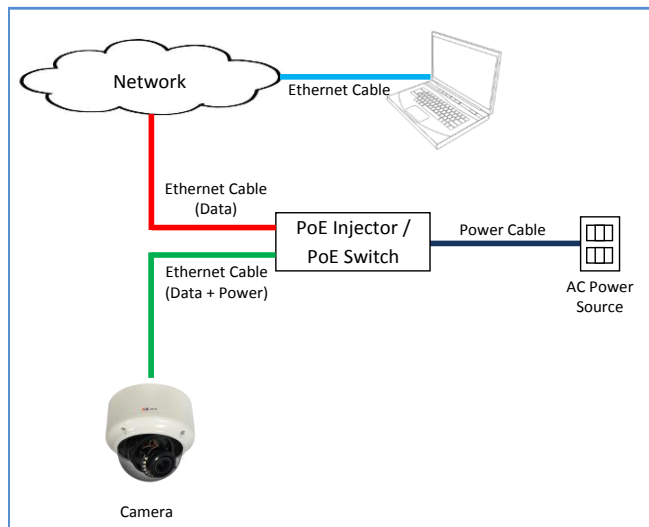 Network
Ethernet Cable
Ethernet Cable
(Data)
PoE Injector /
PoE Switch
Power Cable
Ethernet Cable
(Data + Power)
AC Power
Source
Camera